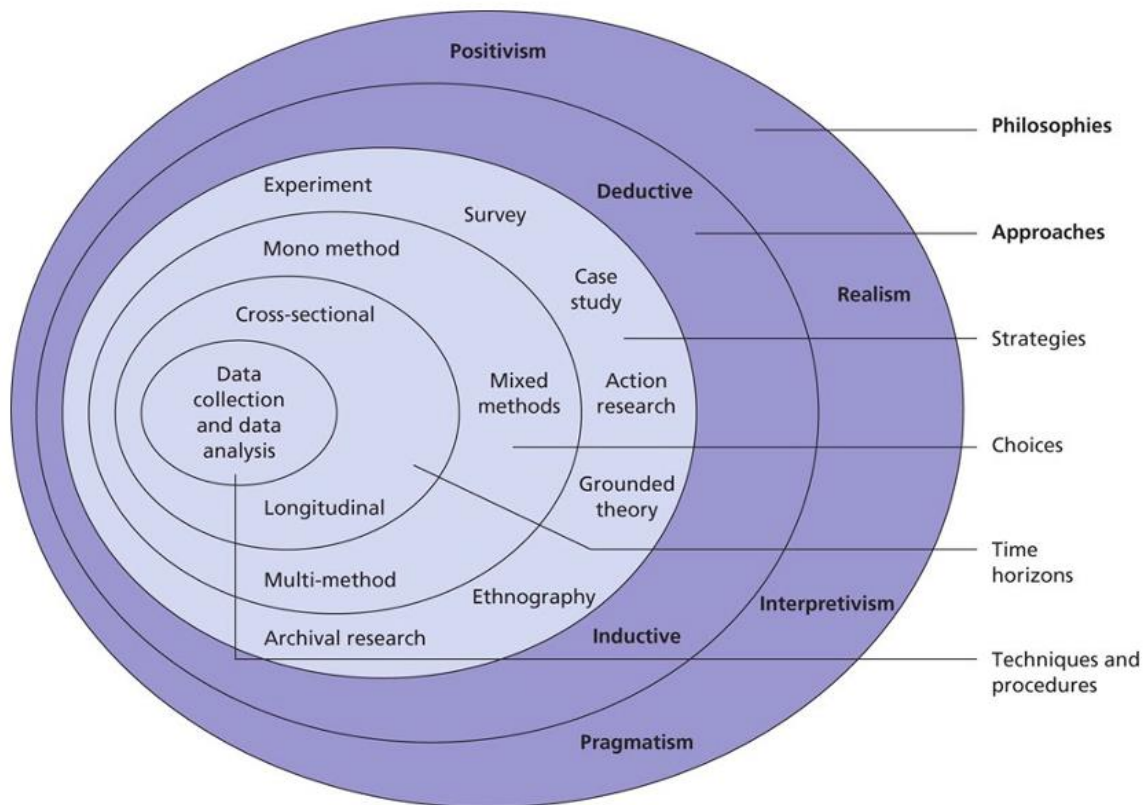 Positivism
Philosophies
Experiment
Deductive
Survey
Approaches
Mono method
Case
study
Realism
Cross-sectional
Strategies
Data
collection
and data
analysis
Mixed
methods
Action
research
Choices
Grounded
theory
Longitudinal
Time
horizons
Multi-method
Ethnography
Interpretivism
Archival research
Inductive
Techniques and
procedures
Pragmatism